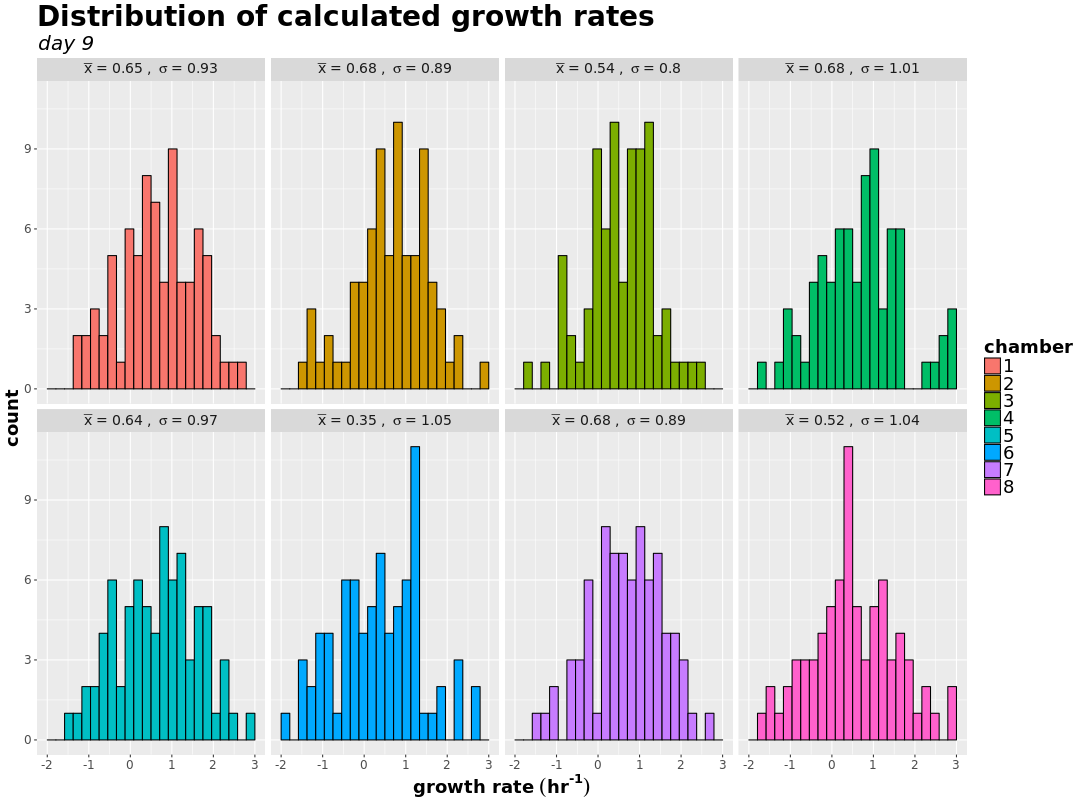 Distribution of calculated growth rates
day 9
x̅ = 0.65 , σ = 0.93
x̅ = 0.68 , σ = 0.89
x̅ = 0.54 , σ = 0.8
x̅ = 0.68 , σ = 1.01
9
6
3
0
x̅ = 0.64 , σ = 0.97
x̅ = 0.35 , σ = 1.05
x̅ = 0.68 , σ = 0.89
x̅ = 0.52 , σ = 1.04
9
6
3
0
-2 -1 0 1 2 3
-2 -1 0 1 2 3
-2 -1 0 1 2 3
-2 -1 0 1 2 3
growth rate (hr⁻¹)
count
chamber
1
2
3
4
5
6
7
8